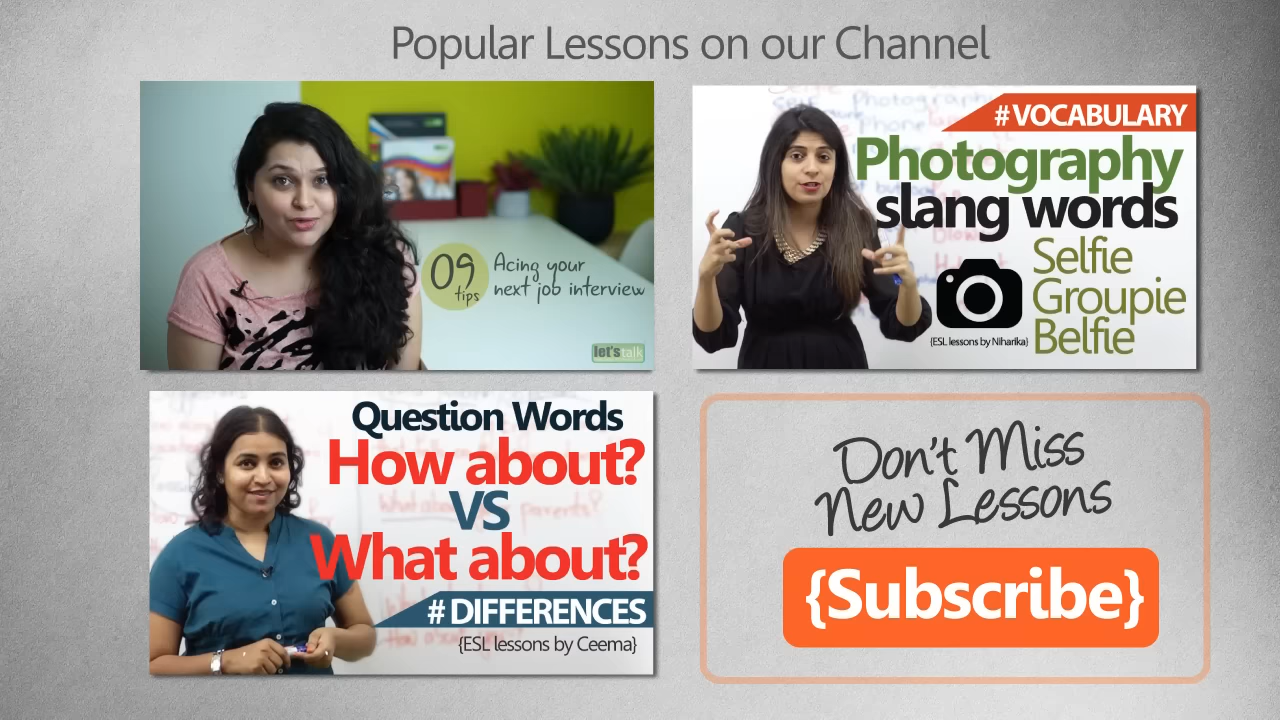 Popular Lessons on our Channel
09
tips
Acing your
next job interview
let's talk
#VOCABULARY
Photography
slang words
Selfie
Groupie
Belfie
{ESL lessons by Niharika}
Question Words
How about?
VS
What about?
# DIFFERENCES
{ESL lessons by Ceema}
Don't Miss
New Lessons
{Subscribe}